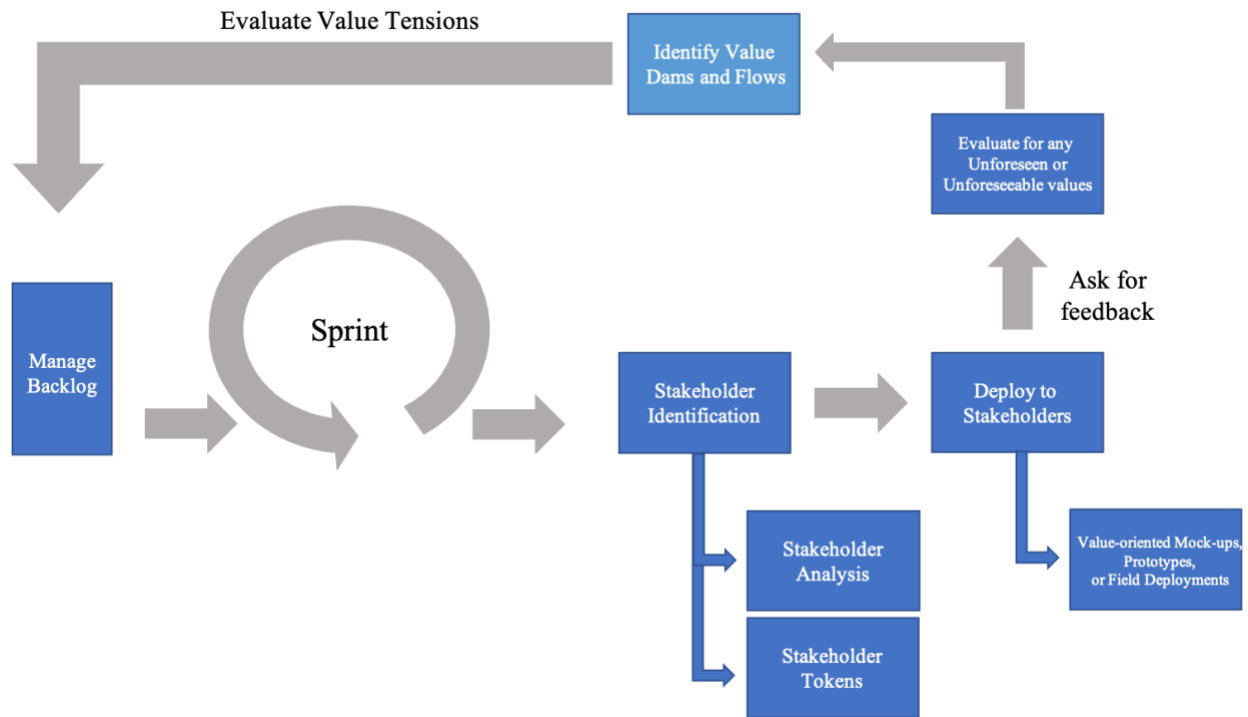 Evaluate Value Tensions
Identify Value
Dams and Flows
Evaluate for any
Unforeseen or
Unforeseeable values
Ask for
feedback
Sprint
Manage
Backlog
Stakeholder
Identification
Deploy to
Stakeholders
Stakeholder
Analysis
Value-oriented Mock-ups,
Prototypes,
or Field Deployments
Stakeholder
Tokens